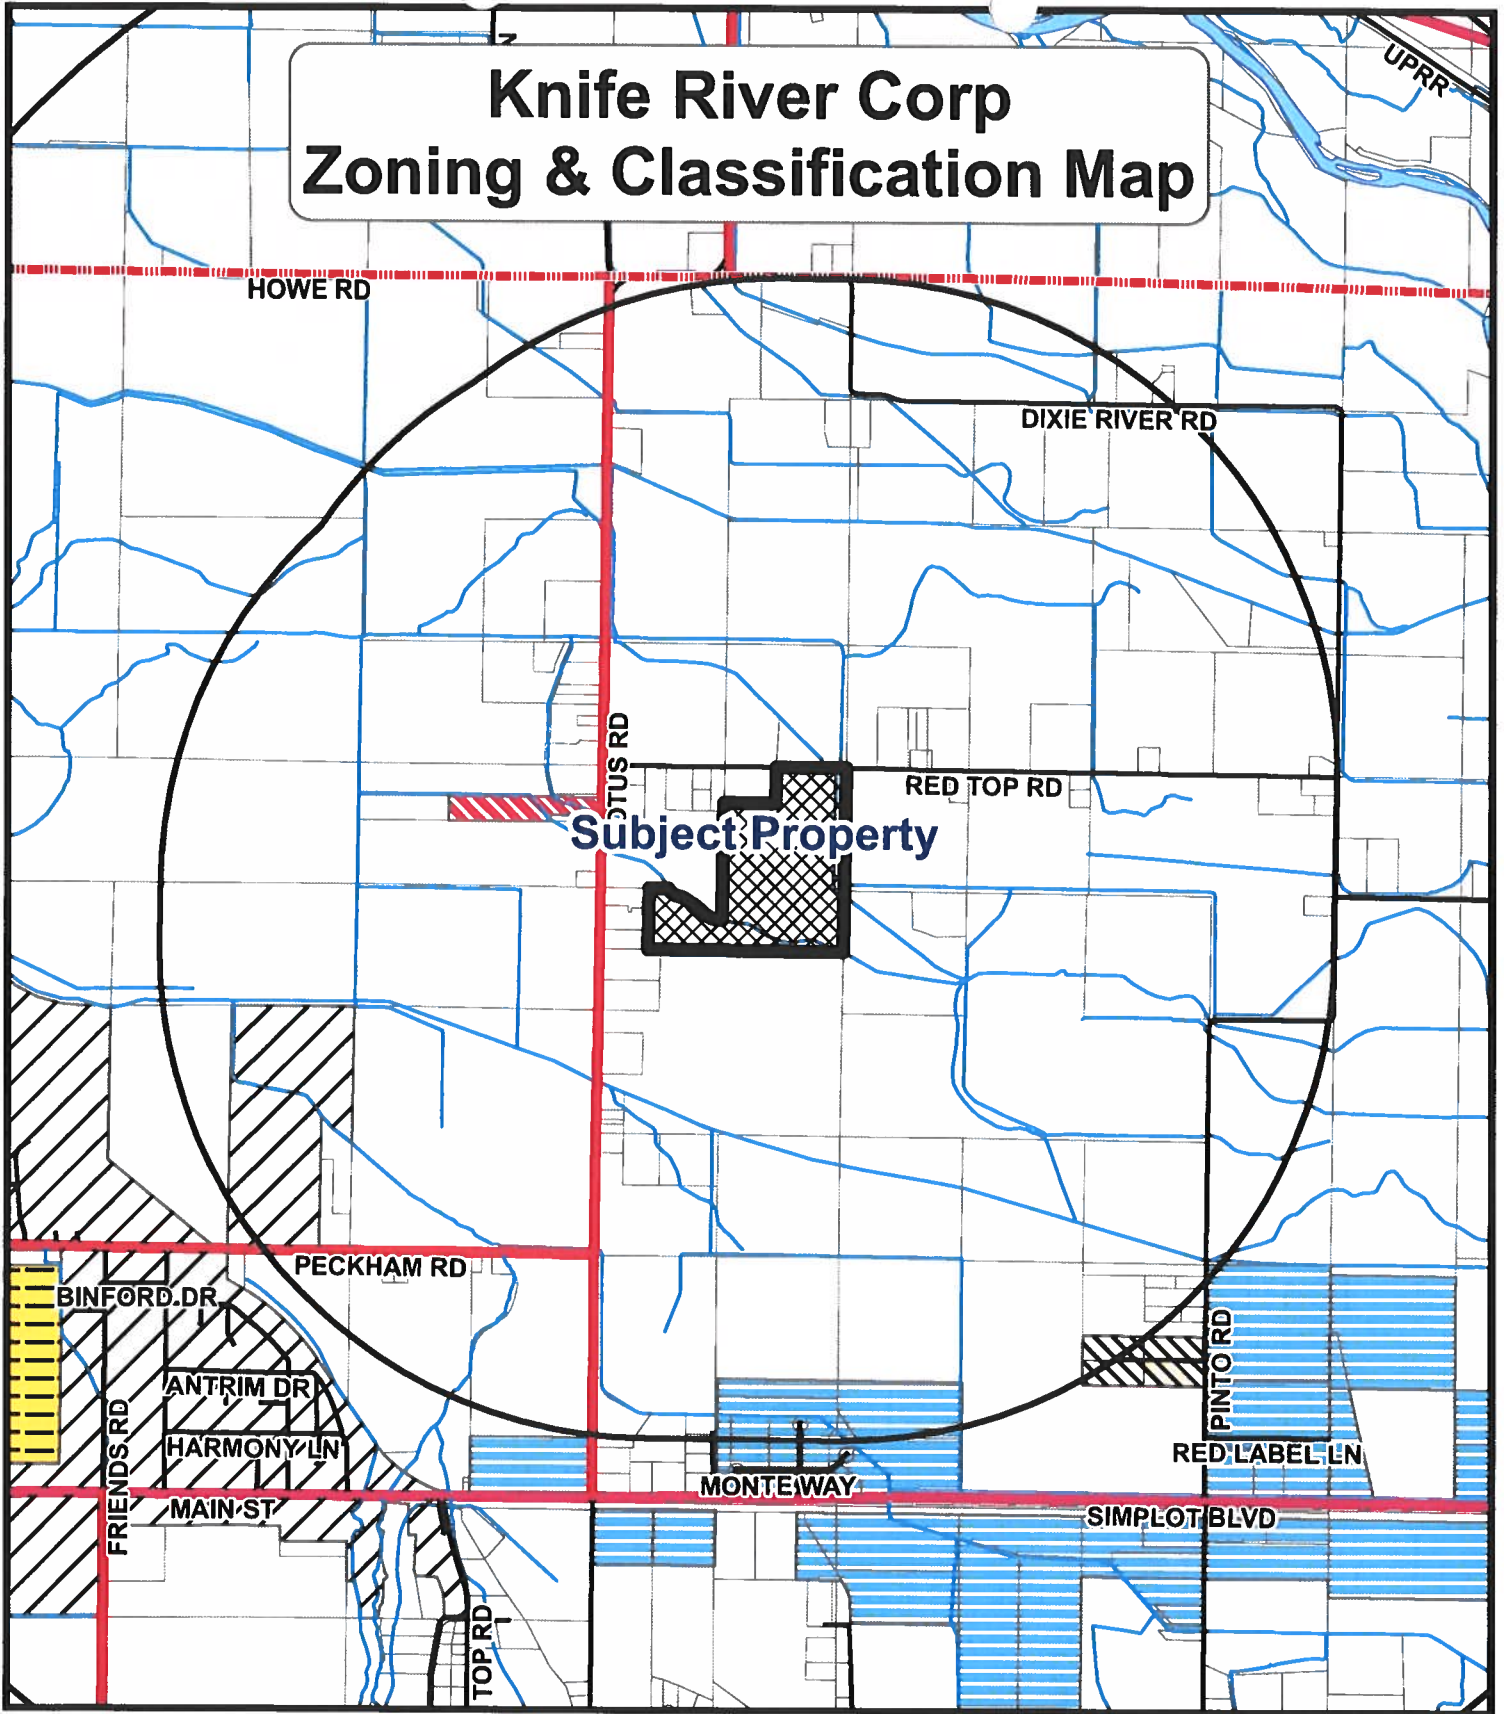 N
Knife River Corp
Zoning & Classification Map
UPRR
HOWE RD
DIXIE RIVER RD
OTUS RD
RED TOP RD
Subject Property
PECKHAM RD
BINFORD DR
ANTRIM DR
HARMONY LN
FRIENDS RD
MAIN ST
TOP RD
MONTE WAY
PINTO RD
RED LABEL LN
SIMPLOT BLVD